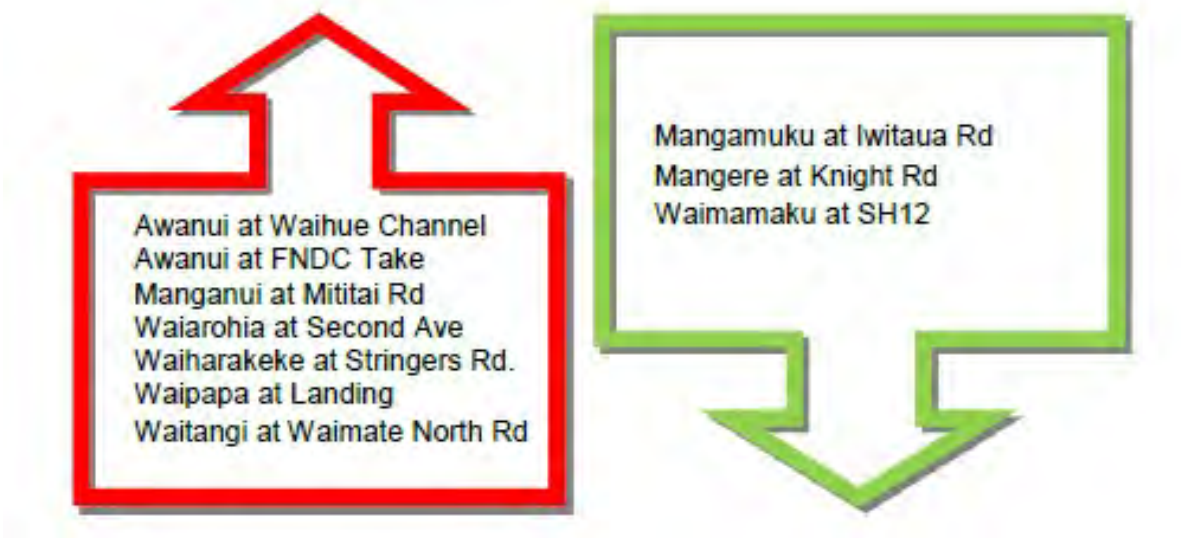 Awanui at Waihue Channel
Awanui at FNDC Take
Manganui at Mititai Rd
Waiarohia at Second Ave
Waiharakeke at Stringers Rd.
Waipapa at Landing
Waitangi at Waimate North Rd
Mangamuku at Iwitaua Rd
Mangere at Knight Rd
Waimamaku at SH12